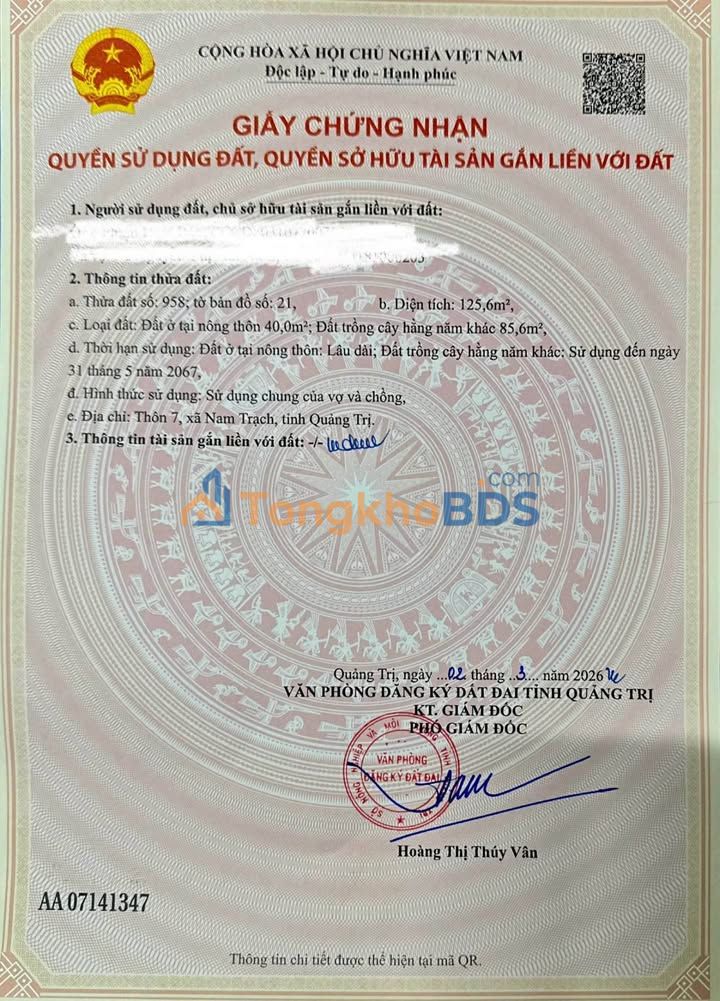 CỘNG HÒA XÃ HỘI CHỦ NGHĨA VIỆT NAM
Độc lập - Tự do - Hạnh phúc
GIẤY CHỨNG NHẬN
QUYỀN SỬ DỤNG ĐẤT, QUYỀN SỞ HỮU TÀI SẢN GẮN LIỀN VỚI ĐẤT
1. Người sử dụng đất, chủ sở hữu tài sản gắn liền với đất:
2. Thông tin thửa đất:
a. Thửa đất số: 958; tờ bản đồ số: 21, b. Diện tích: 125,6m²,
c. Loại đất: Đất ở tại nông thôn 40,0m²; Đất trồng cây hằng năm khác 85,6m²,
d. Thời hạn sử dụng: Đất ở tại nông thôn: Lâu dài; Đất trồng cây hằng năm khác: Sử dụng đến ngày
31 tháng 5 năm 2067,
đ. Hình thức sử dụng: Sử dụng chung của vợ và chồng,
e. Địa chỉ: Thôn 7, xã Nam Trạch, tỉnh Quảng Trị.
3. Thông tin tài sản gắn liền với đất: -/-
TongkhoBDS.com
Quảng Trị, ngày ...02 tháng ..3.... năm 2026
VĂN PHÒNG ĐĂNG KÝ ĐẤT ĐAI TỈNH QUẢNG TRỊ
KT. GIÁM ĐỐC
PHÓ GIÁM ĐỐC
SỞ NÔNG NGHIỆP VÀ MÔI TRƯỜNG TỈNH
VĂN PHÒNG
ĐĂNG KÝ ĐẤT ĐAI
Hoàng Thị Thúy Vân
AA 07141347
Thông tin chi tiết được thể hiện tại mã QR.